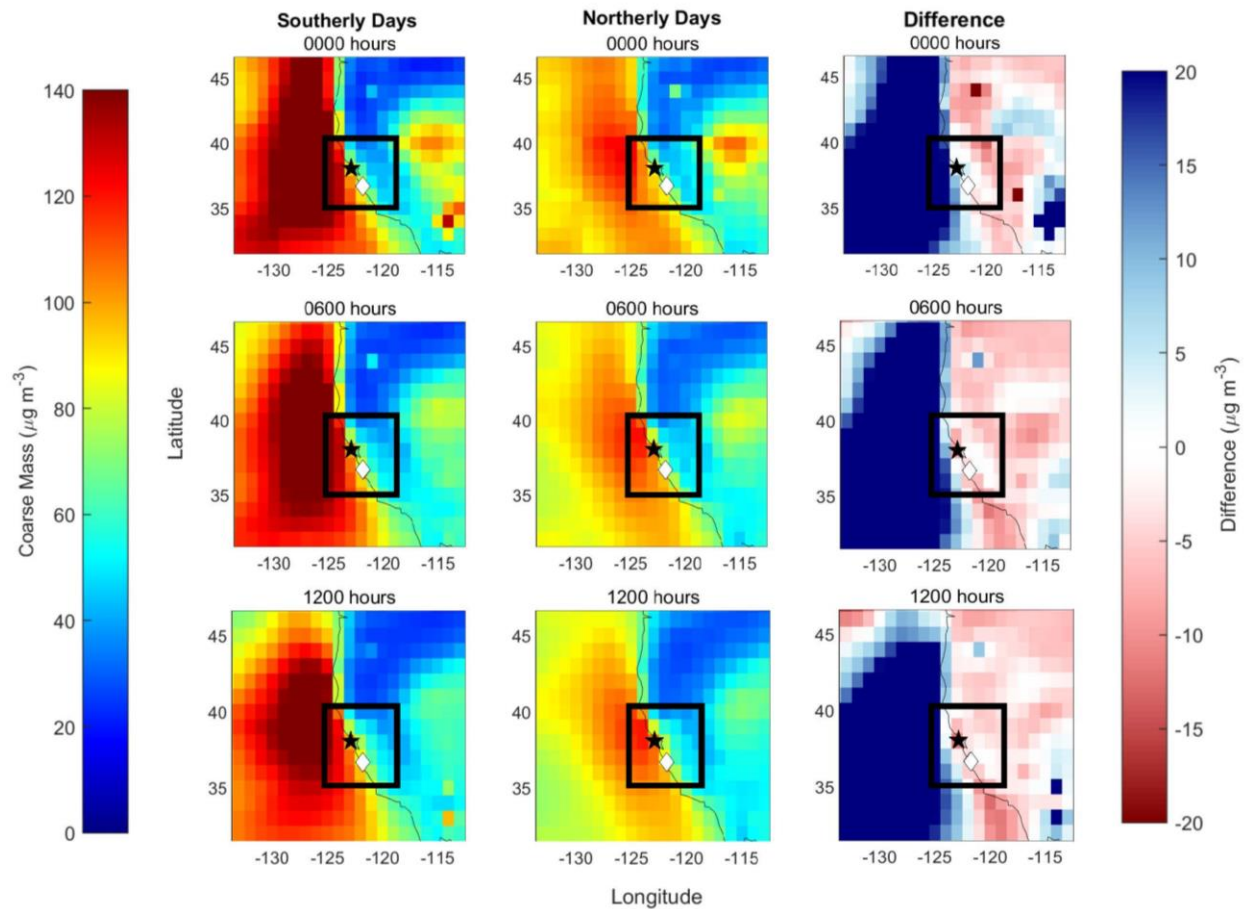 Southerly Days
Northerly Days
Difference
0000 hours
0000 hours
0000 hours
140
120
100
80
60
40
20
0
Coarse Mass (μg m-3)
Latitude
45
40
35
-130 -125 -120 -115
45
40
35
-130 -125 -120 -115
45
40
35
-130 -125 -120 -115
0600 hours
0600 hours
0600 hours
45
40
35
-130 -125 -120 -115
45
40
35
-130 -125 -120 -115
45
40
35
-130 -125 -120 -115
1200 hours
1200 hours
1200 hours
45
40
35
-130 -125 -120 -115
45
40
35
-130 -125 -120 -115
45
40
35
-130 -125 -120 -115
Longitude
20
15
10
5
0
-5
-10
-15
-20
Difference (μg m-3)